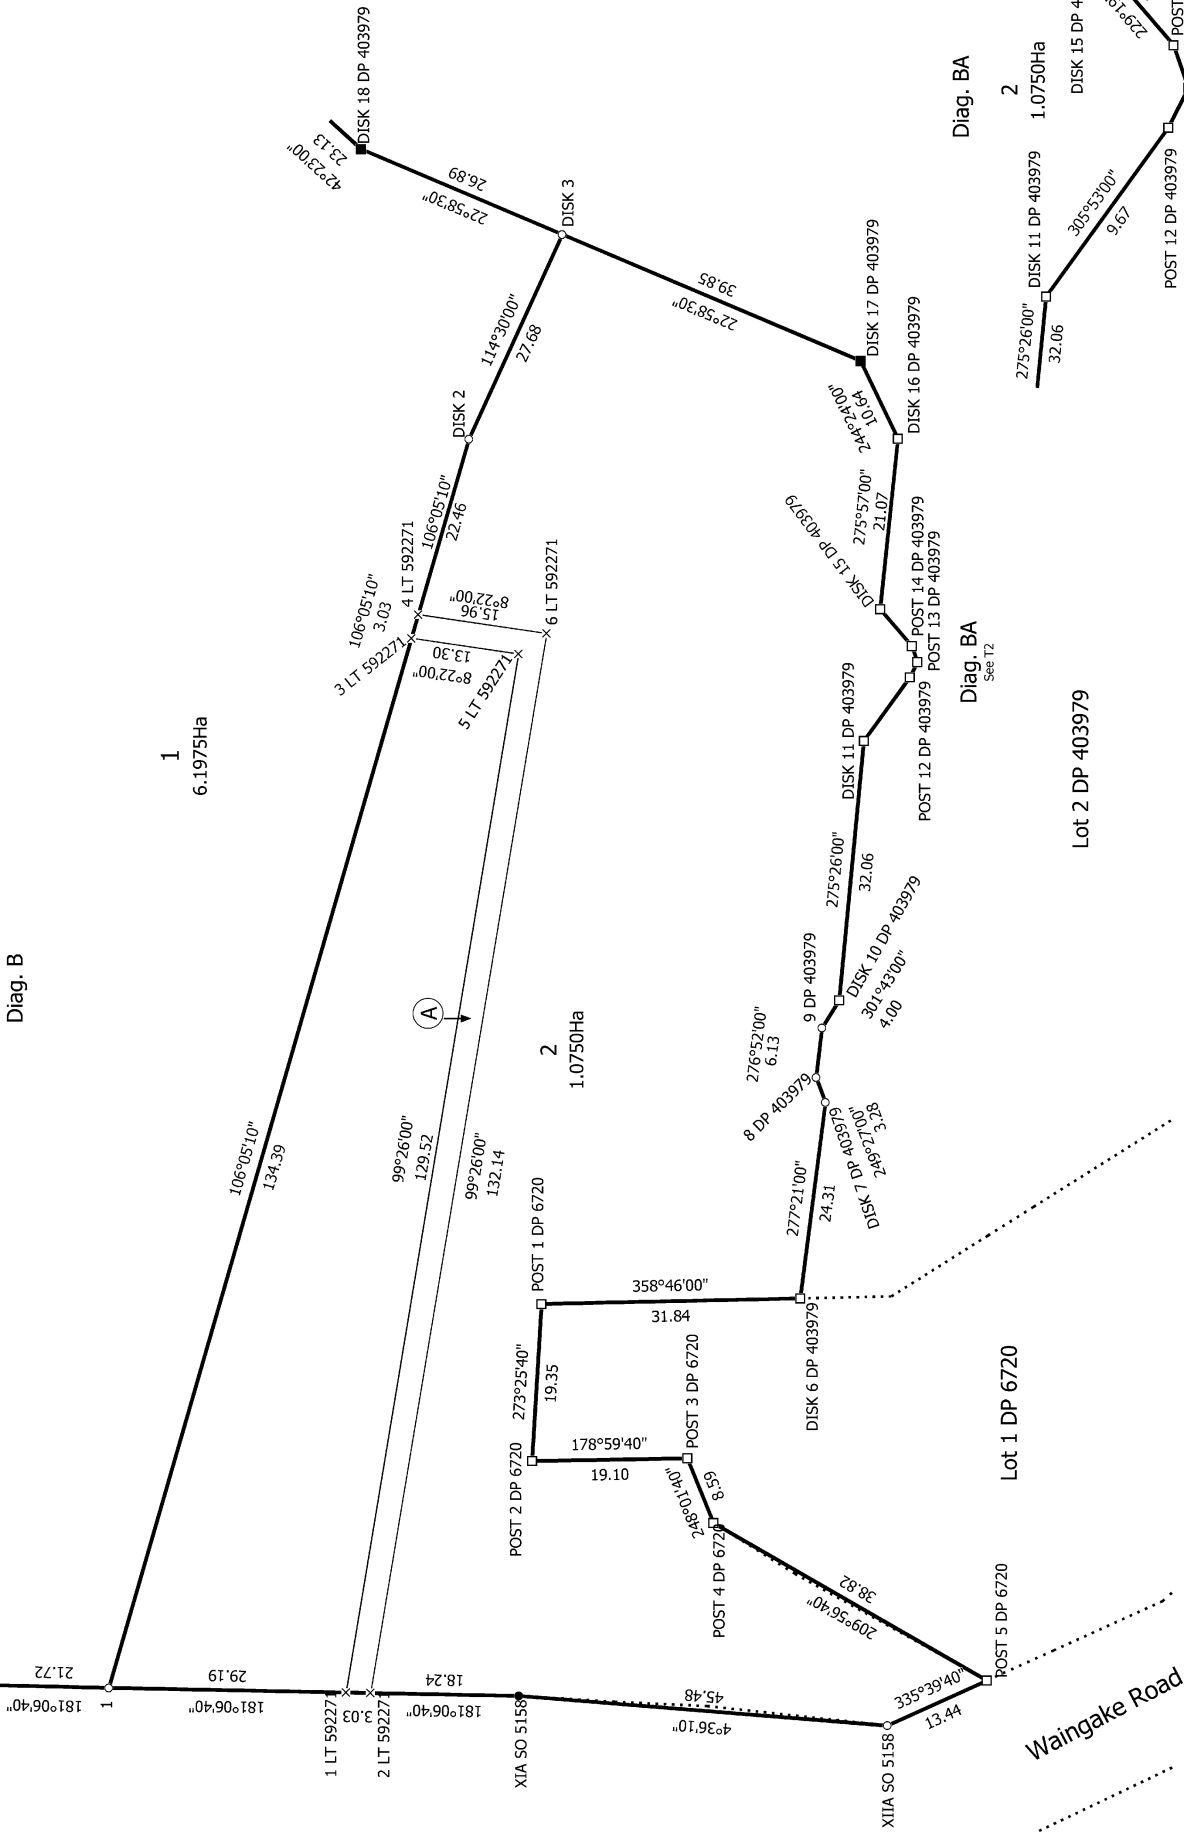 Diag. B
1
6.1975Ha
2
1.0750Ha
A
DISK 18 DP 403979
42°23'00"
23.13
26.89
22°58'30"
DISK 3
114°30'00"
27.68
39.85
22°58'30"
DISK 2
106°05'10"
22.46
4 LT 592271
106°05'10"
3.03
3 LT 592271
15.96
8°22'00"
13.30
8°22'00"
6 LT 592271
5 LT 592271
DISK 17 DP 403979
244°24'00"
10.64
DISK 16 DP 403979
275°57'00"
21.07
DISK 15 DP 403979
POST 14 DP 403979
POST 13 DP 403979
Diag. BA
See T2
POST 12 DP 403979
DISK 11 DP 403979
275°26'00"
32.06
DISK 10 DP 403979
301°43'00"
4.00
9 DP 403979
276°52'00"
6.13
8 DP 403979
249°27'00"
3.28
DISK 7 DP 403979
277°21'00"
24.31
DISK 6 DP 403979
358°46'00"
31.84
POST 1 DP 6720
273°25'40"
19.35
POST 2 DP 6720
178°59'40"
19.10
POST 3 DP 6720
248°01'40"
8.59
POST 4 DP 6720
38.82
209°56'40"
POST 5 DP 6720
335°39'40"
13.44
XIIA SO 5158
45.48
4°36'10"
XIA SO 5158
18.24
181°06'40"
2 LT 592271
3.03
1 LT 592271
29.19
181°06'40"
1
21.72
181°06'40"
106°05'10"
134.39
99°26'00"
129.52
99°26'00"
132.14
Lot 2 DP 403979
Lot 1 DP 6720
Waingake Road
Diag. BA
2
1.0750Ha
DISK 15 DP 4
229°19
POST
DISK 11 DP 403979
305°53'00"
9.67
POST 12 DP 403979
275°26'00"
32.06